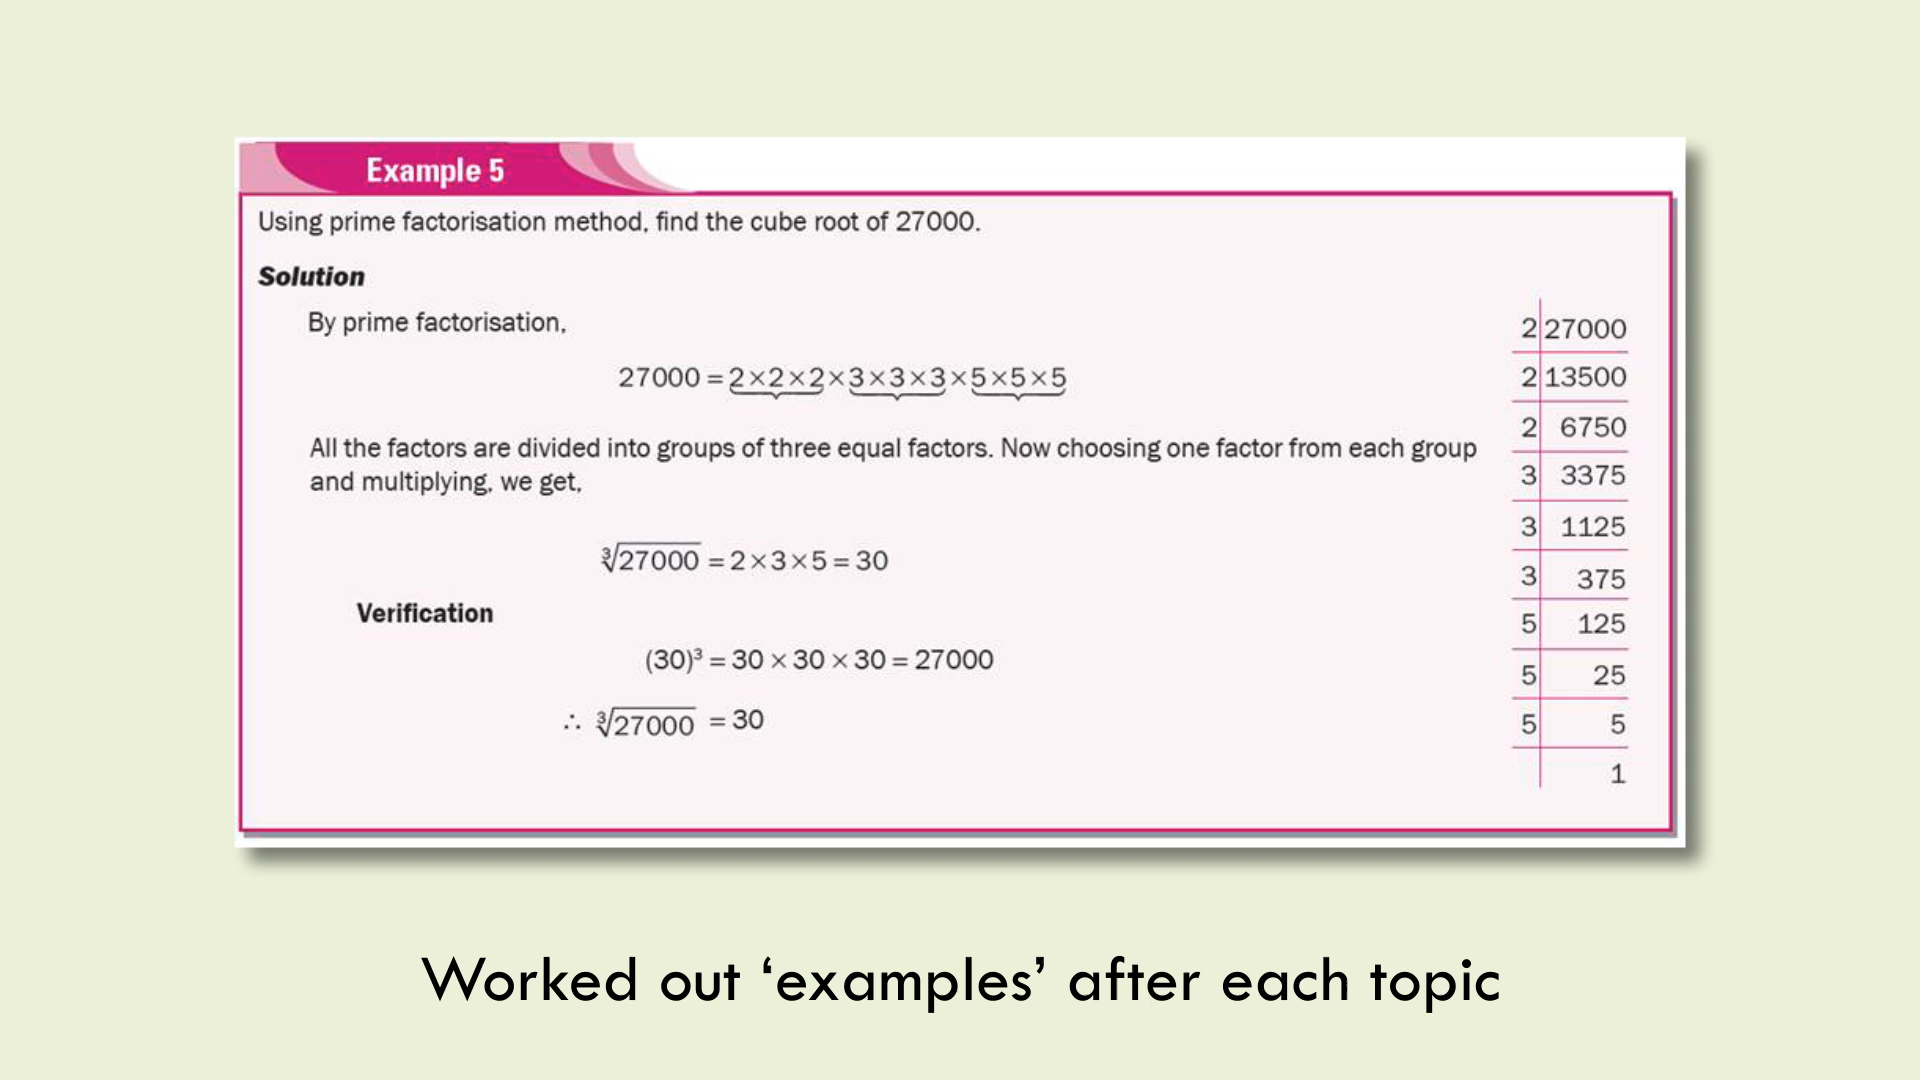 Example 5
Using prime factorisation method, find the cube root of 27000.
Solution
By prime factorisation,
27000 = 2×2×2×3×3×3×5×5×5
All the factors are divided into groups of three equal factors. Now choosing one factor from each group
and multiplying, we get,
∛27000 = 2×3×5 = 30
Verification
(30)³ = 30 × 30 × 30 = 27000
∴ ∛27000 = 30
2 27000
2 13500
2 6750
3 3375
3 1125
3 375
5 125
5 25
5 5
1
Worked out ‘examples’ after each topic